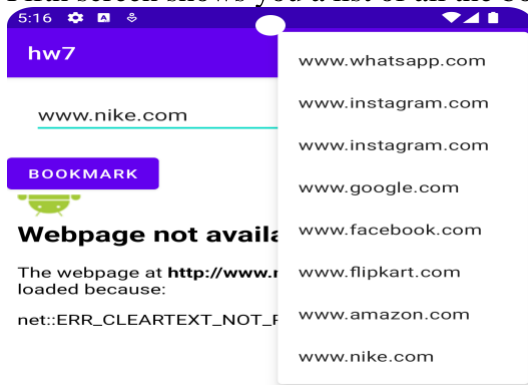 5:16
hw7
www.nike.com
BOOKMARK
Webpage not availa
The webpage at http://www.
loaded because:
net::ERR_CLEARTEXT_NOT_
www.whatsapp.com
www.instagram.com
www.instagram.com
www.google.com
www.facebook.com
www.flipkart.com
www.amazon.com
www.nike.com